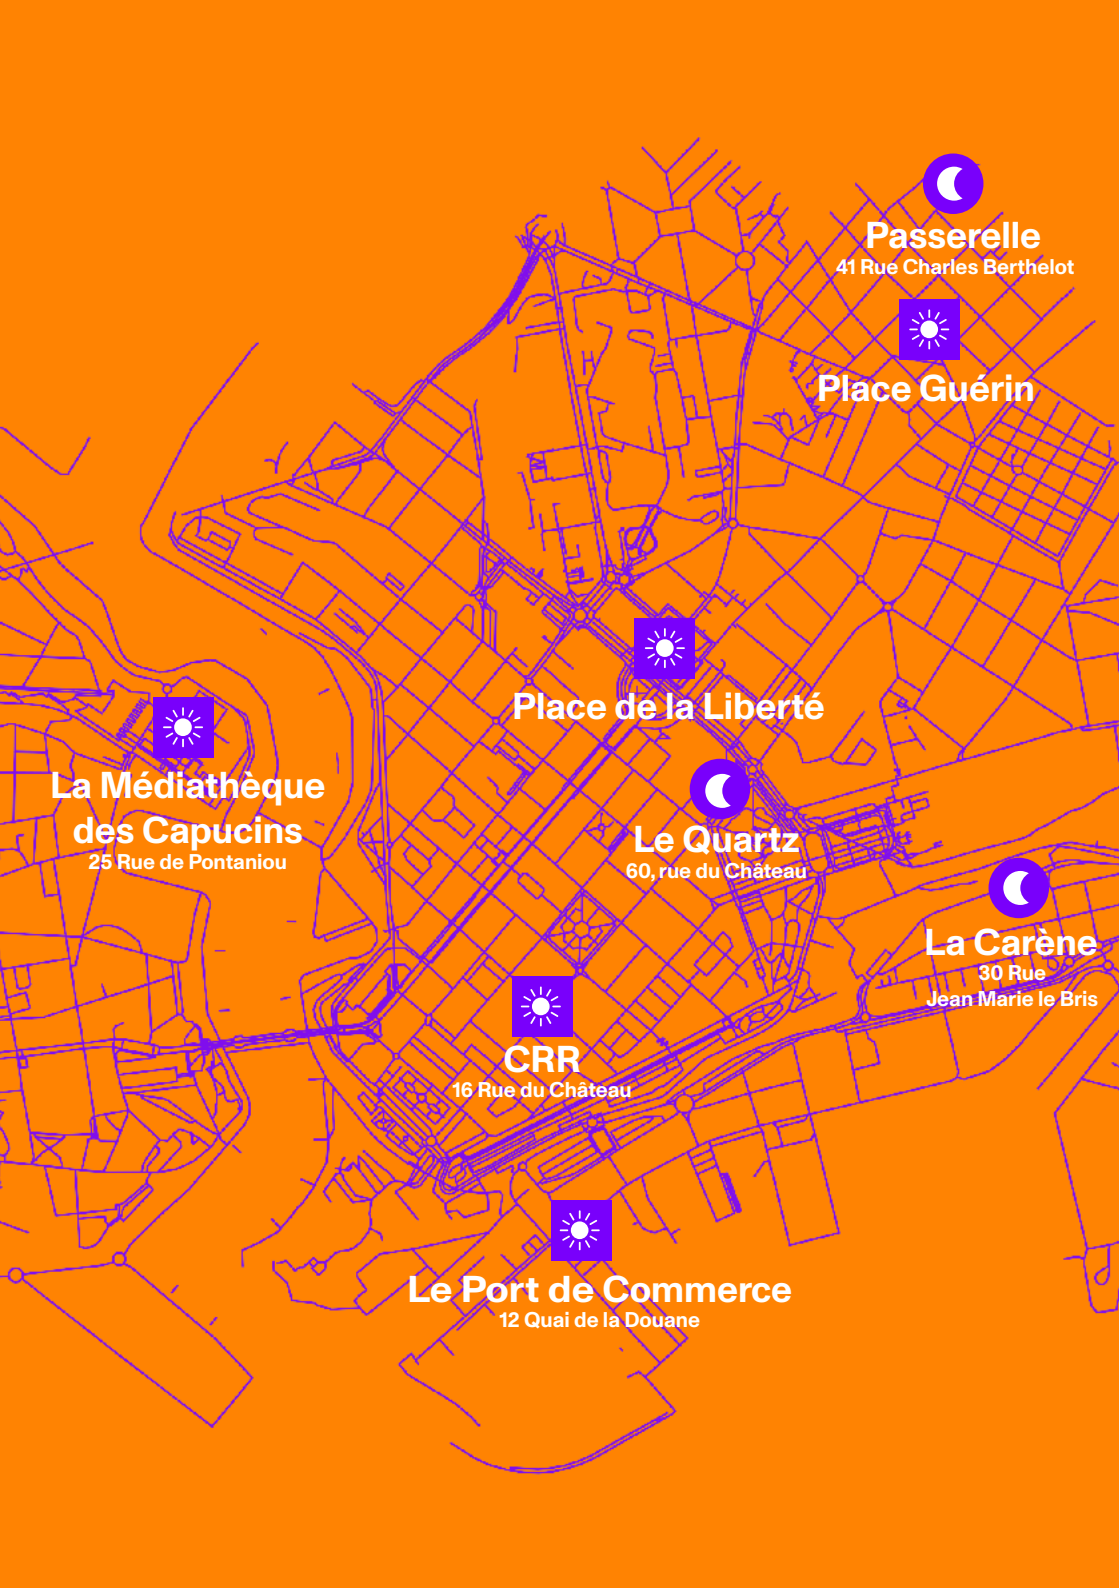 Passerelle
41 Rue Charles Berthelot
Place Guérin
Place de la Liberté
La Médiathèque
des Capucins
25 Rue de Pontaniou
Le Quartz
60, rue du Château
La Carène
30 Rue
Jean Marie le Bris
CRR
16 Rue du Château
Le Port de Commerce
12 Quai de la Douane